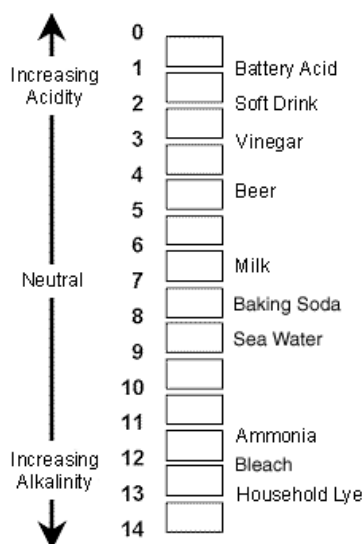 0
1
Increasing
Acidity
Battery Acid
2
Soft Drink
3
Vinegar
4
Beer
5
6
Milk
Neutral
7
Baking Soda
8
Sea Water
9
10
11
Ammonia
Increasing
Alkalinity
12
Bleach
13
Household Lye
14